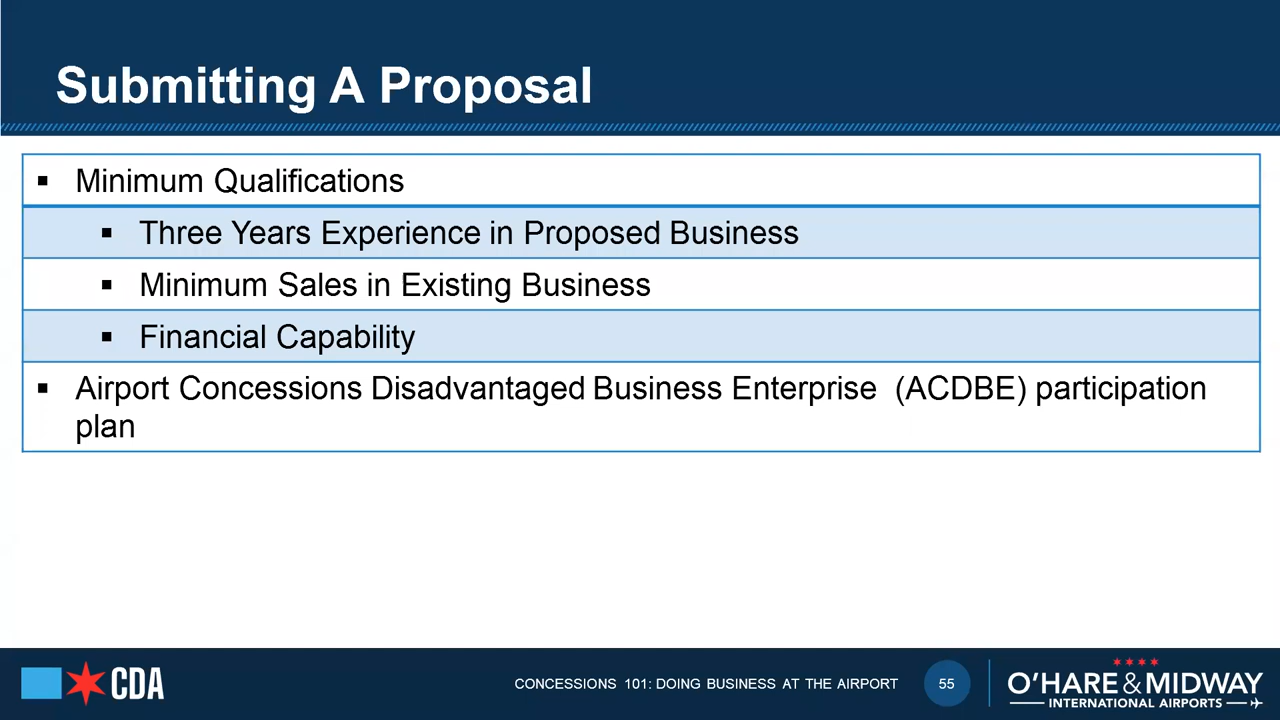 Submitting A Proposal
▪ Minimum Qualifications
▪ Three Years Experience in Proposed Business
▪ Minimum Sales in Existing Business
▪ Financial Capability
▪ Airport Concessions Disadvantaged Business Enterprise (ACDBE) participation
plan
CDA
CONCESSIONS 101: DOING BUSINESS AT THE AIRPORT
55
O'HARE & MIDWAY
INTERNATIONAL AIRPORTS